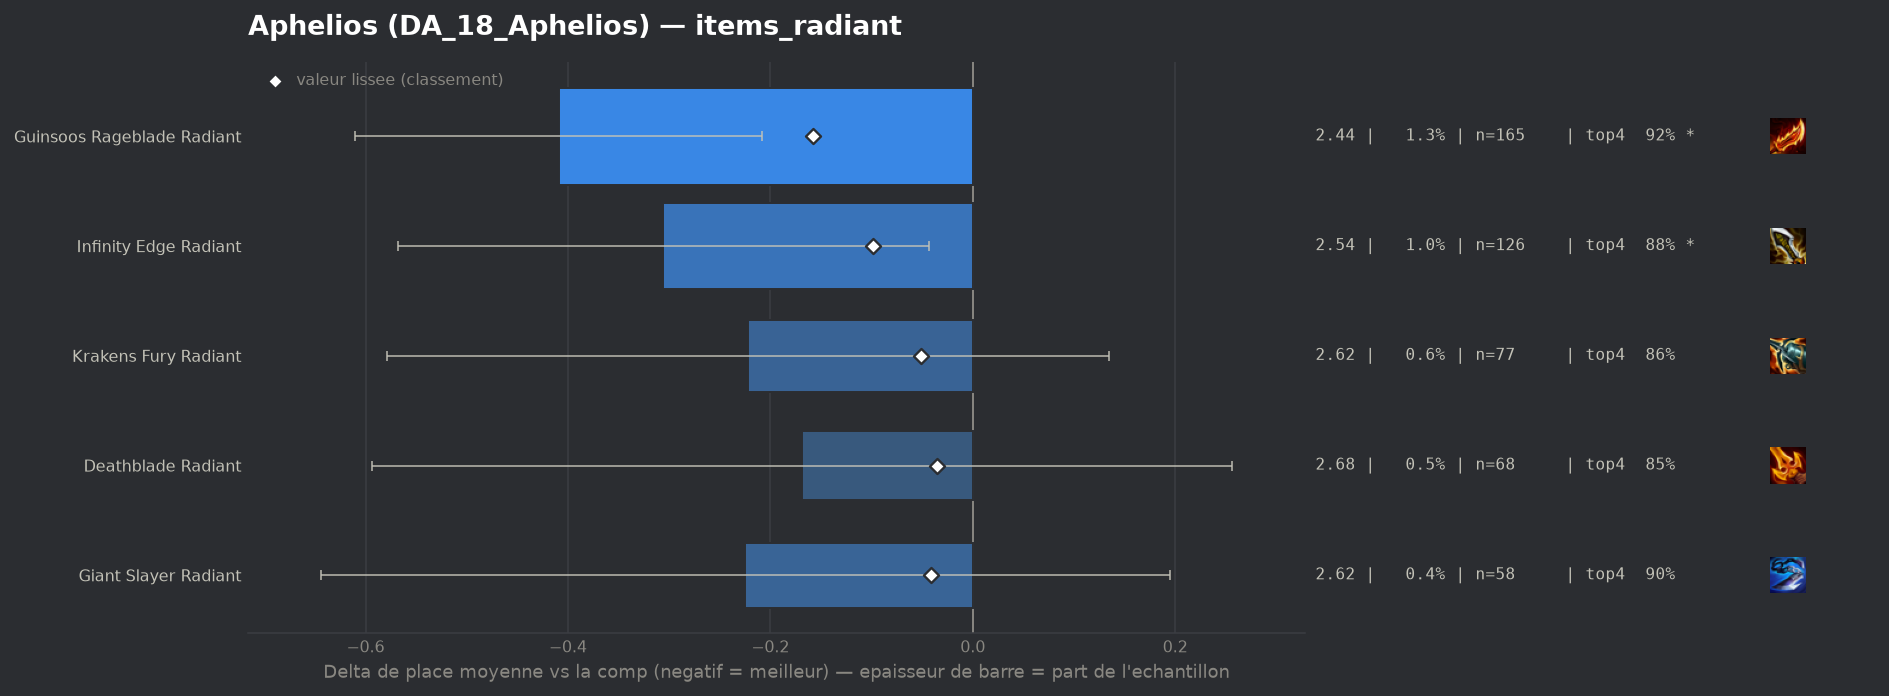 Aphelios (DA_18_Aphelios) — items_radiant
valeur lissee (classement)
Guinsoos Rageblade Radiant 2.44 | 1.3% | n=165 | top4 92% *
Infinity Edge Radiant 2.54 | 1.0% | n=126 | top4 88% *
Krakens Fury Radiant 2.62 | 0.6% | n=77 | top4 86%
Deathblade Radiant 2.68 | 0.5% | n=68 | top4 85%
Giant Slayer Radiant 2.62 | 0.4% | n=58 | top4 90%
−0.6 −0.4 −0.2 0.0 0.2
Delta de place moyenne vs la comp (negatif = meilleur) — epaisseur de barre = part de l'echantillon